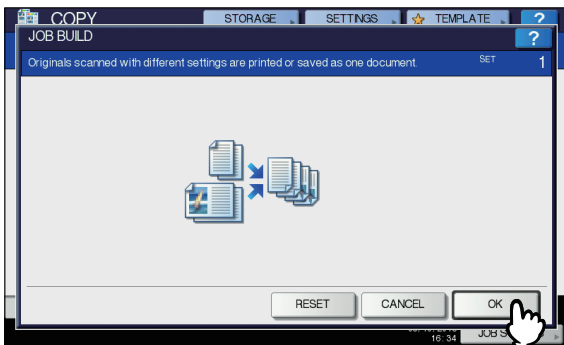 COPY STORAGE SETTINGS TEMPLATE ?
JOB BUILD ?
Originals scanned with different settings are printed or saved as one document. SET 1
RESET CANCEL OK
16:34 JOB